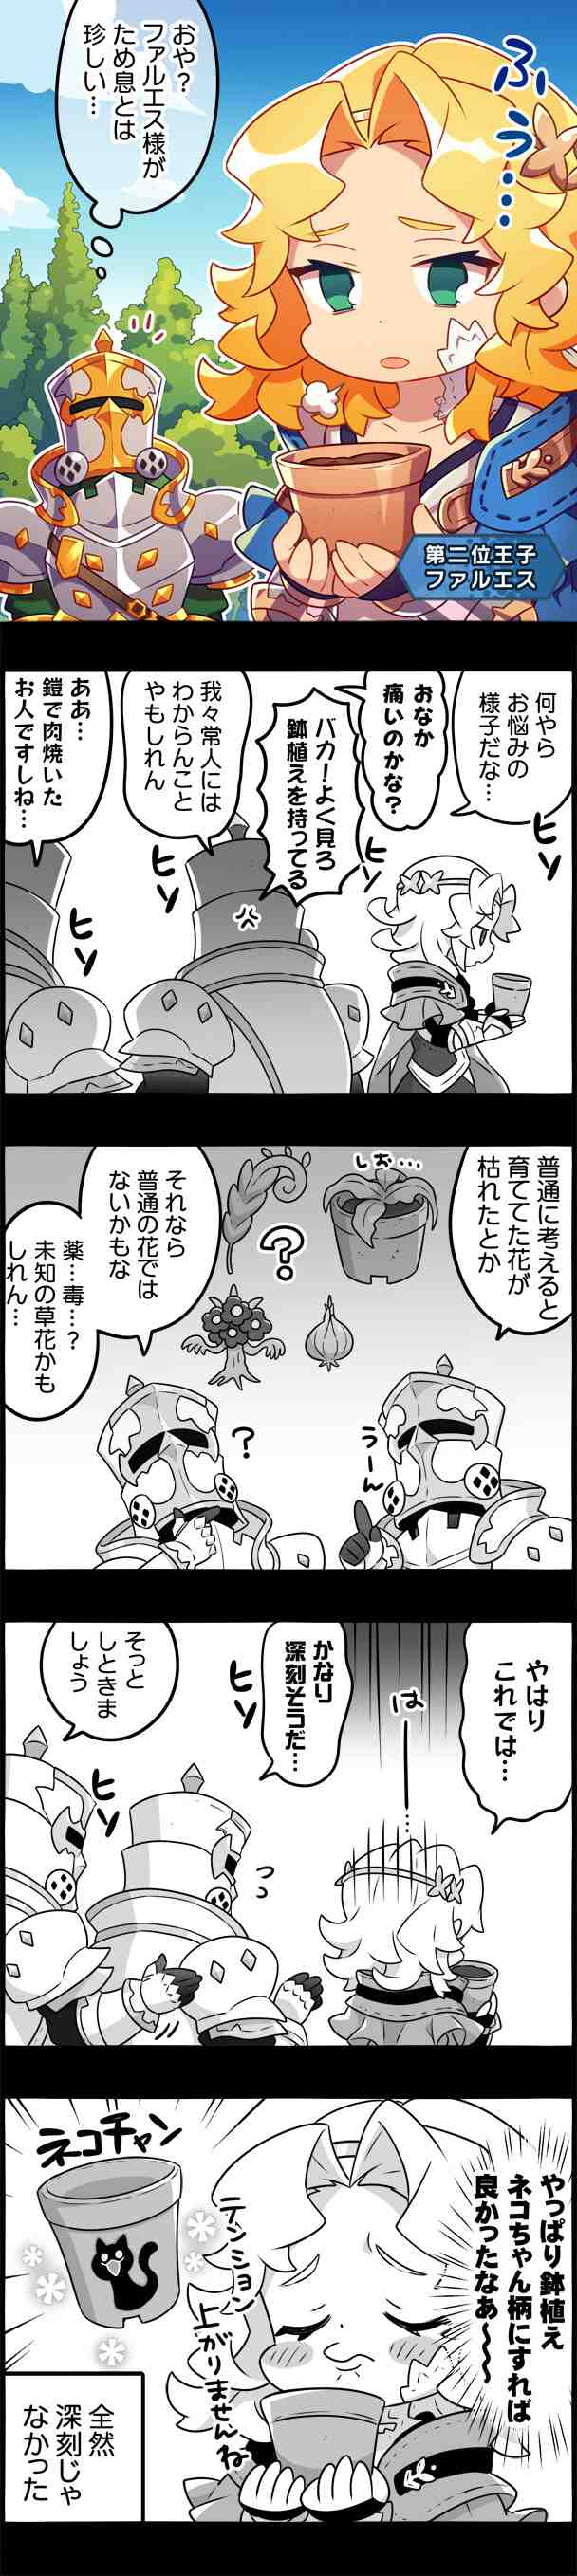 ふぅ…
おや?
ファルエス様が
ため息とは
珍しい…
第二位王子
ファルエス
何やら
お悩みの
様子だな…
ヒソ
おなか
痛いのかな?
ヒソ
バカ!よく見ろ
鉢植えを持ってる
我々常人には
わからんこと
やもしれん
ヒソ
ああ…
鎧で肉焼いた
お人ですしね…
ヒソ
普通に考えると
育ててた花が
枯れたとか
しお…
?
うーん
それなら
普通の花では
ないかもな
?
薬…毒…?
未知の草花かも
しれん…
やはり
これでは…
はー…
かなり
深刻そうだ…
ヒソ
そっと
しときま
しょう
ヒソ
やっぱり鉢植え
ネコちゃん柄にすれば
良かったなあ〜〜
ネコチャン
テンション
上がりませんね
全然
深刻じゃ
なかった